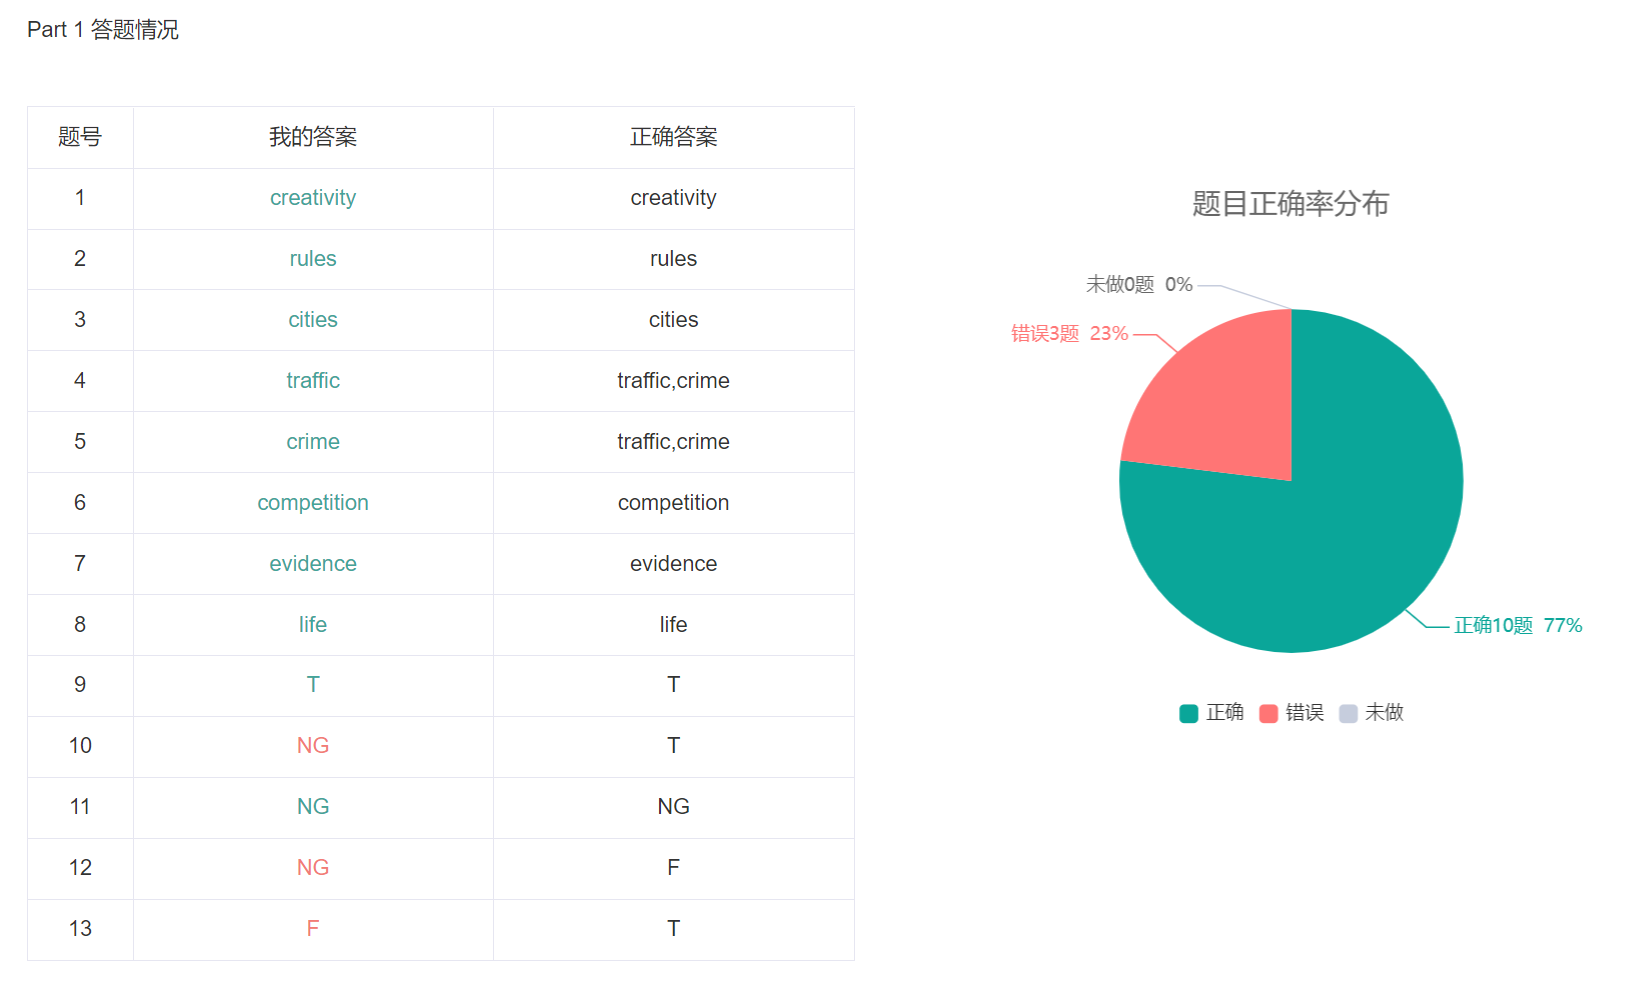 Part 1 答题情况
题号 我的答案 正确答案
1 creativity creativity
2 rules rules
3 cities cities
4 traffic traffic,crime
5 crime traffic,crime
6 competition competition
7 evidence evidence
8 life life
9 T T
10 NG T
11 NG NG
12 NG F
13 F T
题目正确率分布
未做0题 0%
错误3题 23%
正确10题 77%
正确 错误 未做